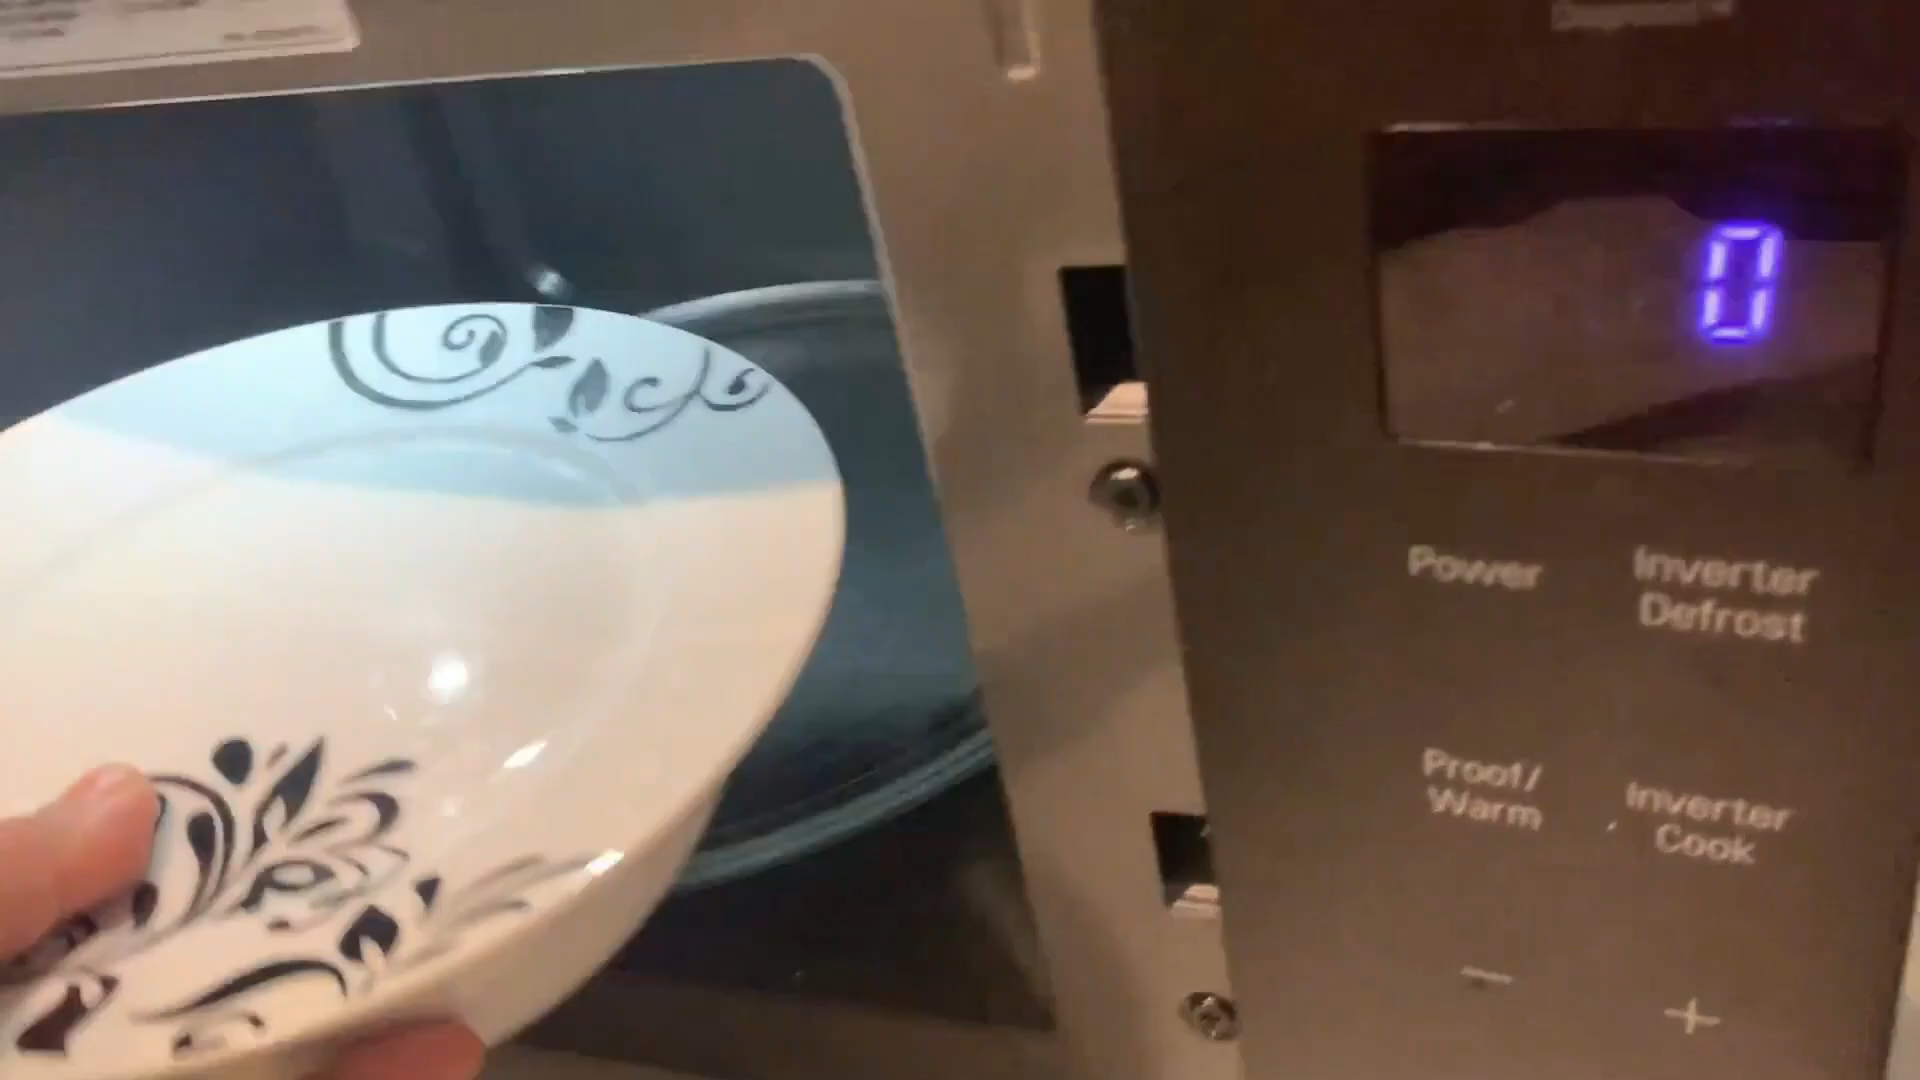 0
Power
Inverter
Defrost
Proof/
Warm
Inverter
Cook
-
+